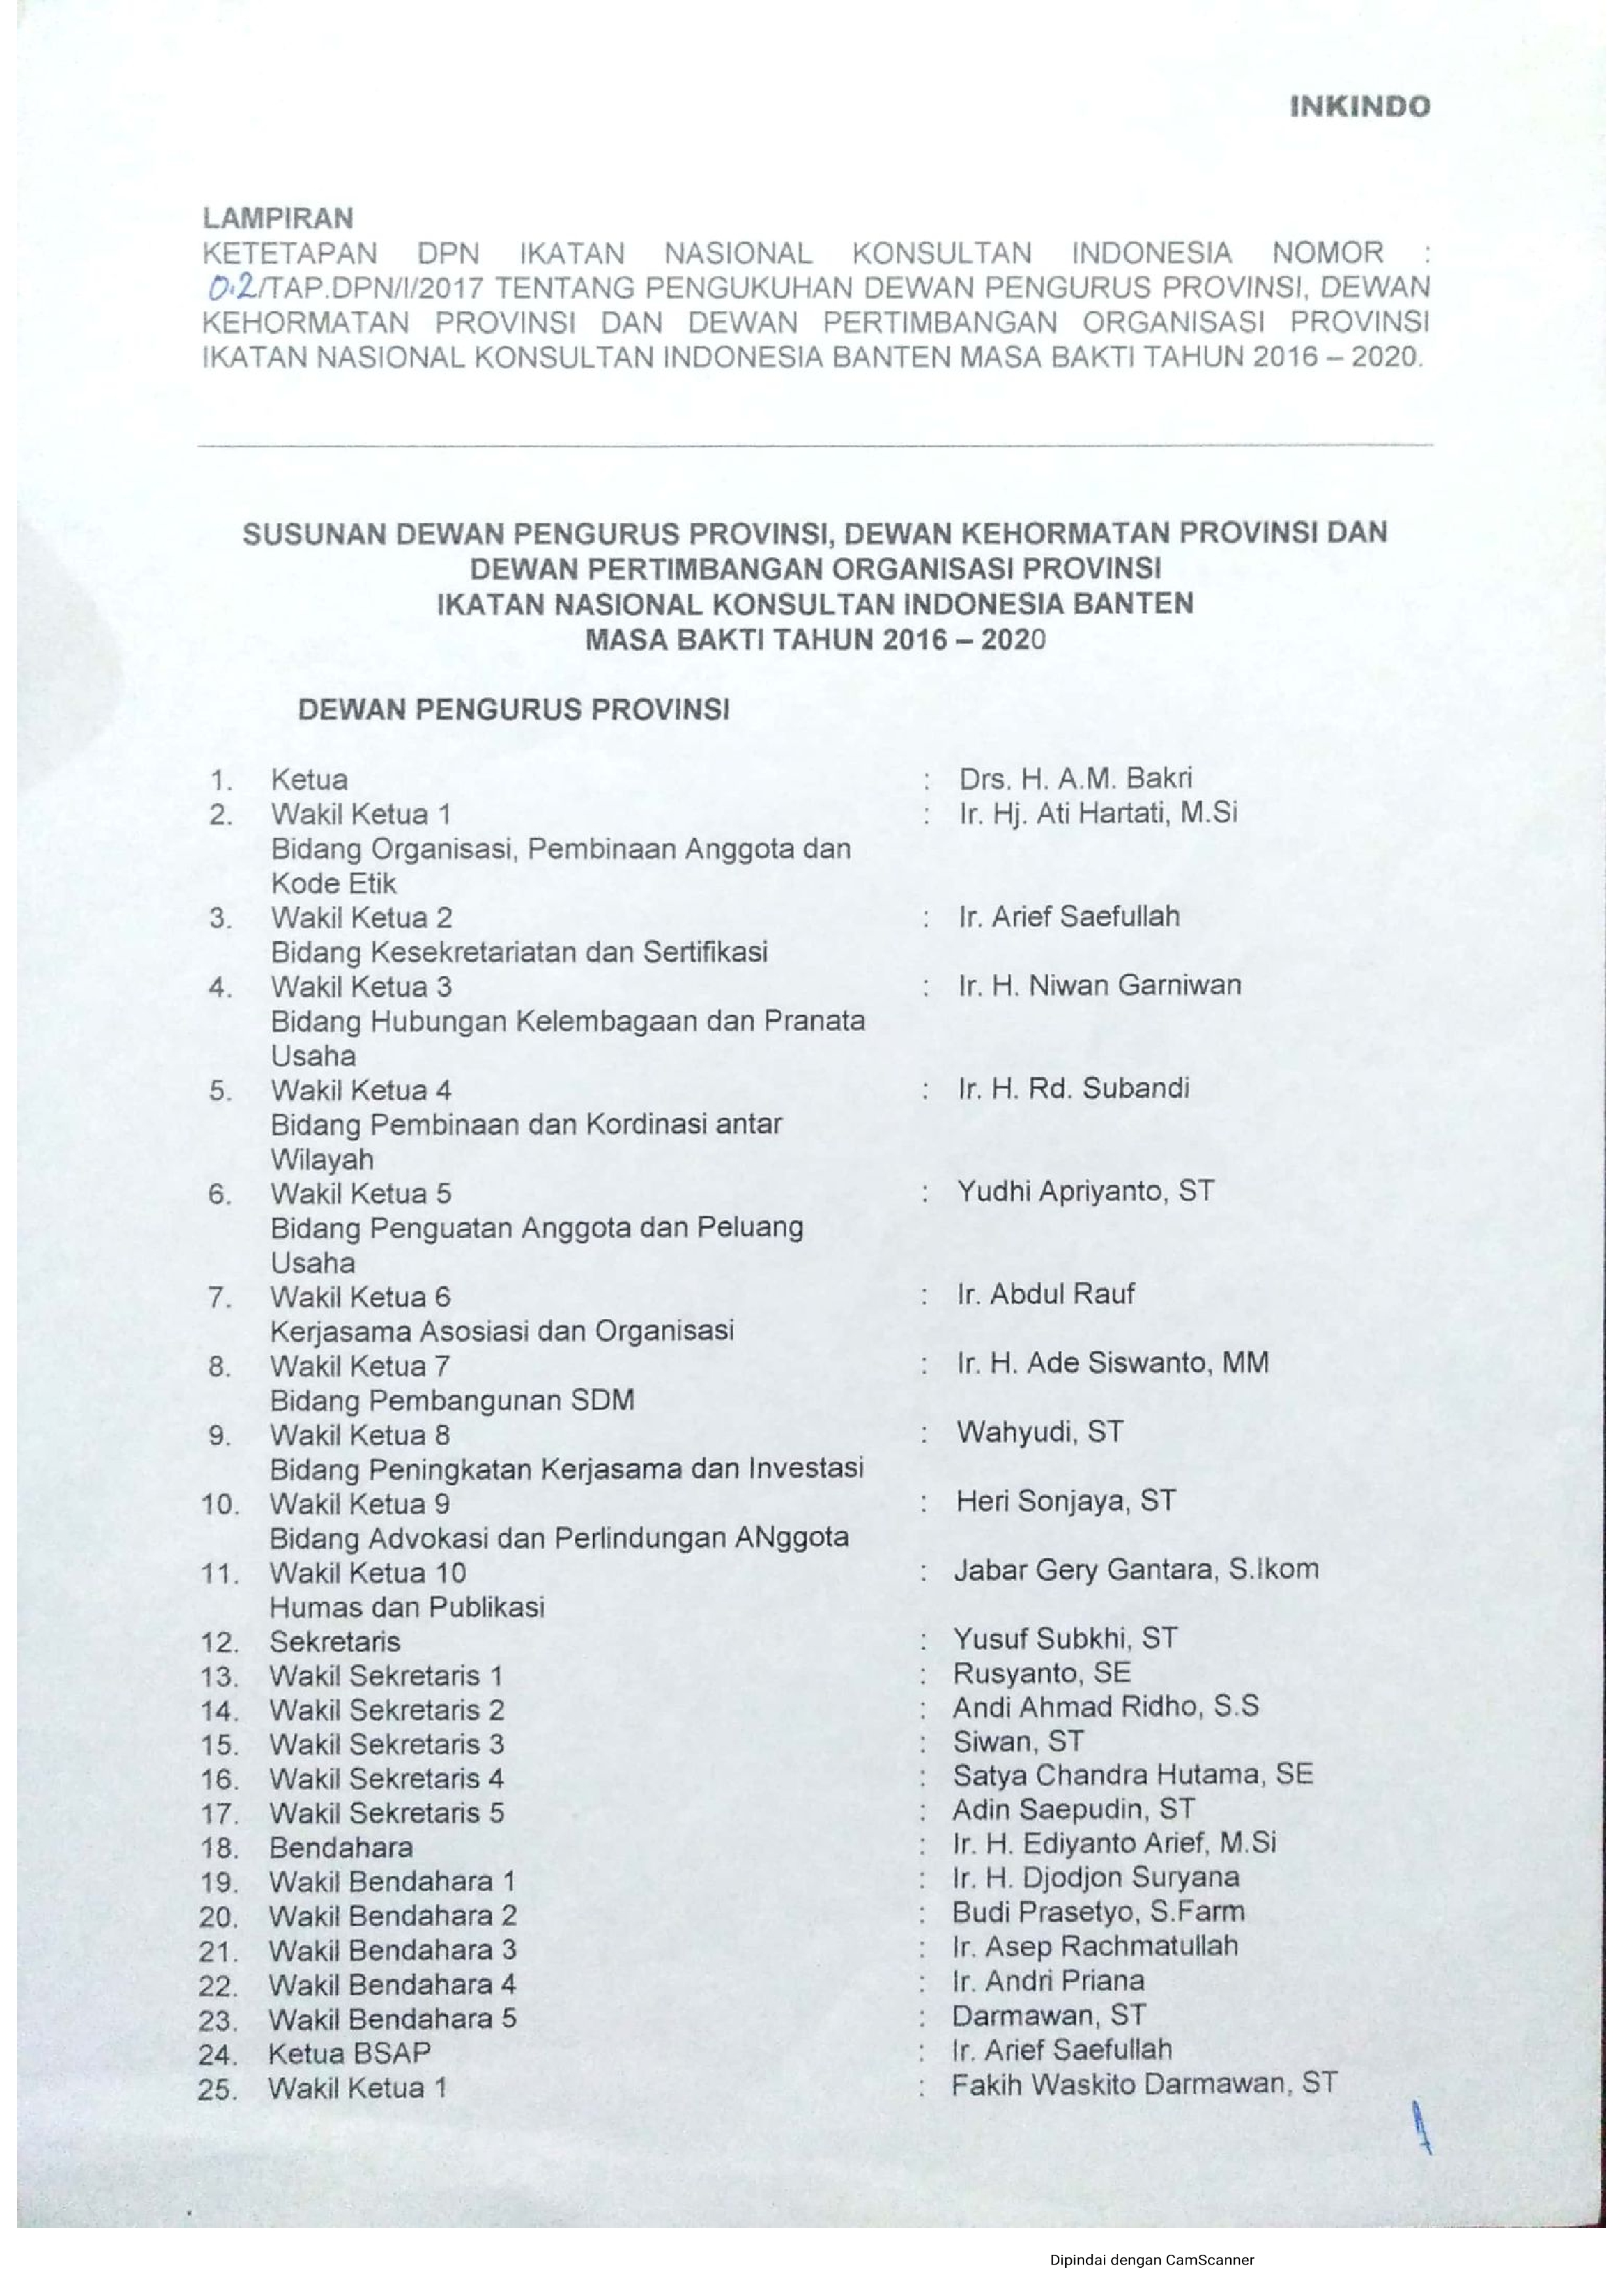 INKINDO
LAMPIRAN
KETETAPAN DPN IKATAN NASIONAL KONSULTAN INDONESIA NOMOR :
02/TAP.DPN/I/2017 TENTANG PENGUKUHAN DEWAN PENGURUS PROVINSI, DEWAN
KEHORMATAN PROVINSI DAN DEWAN PERTIMBANGAN ORGANISASI PROVINSI
IKATAN NASIONAL KONSULTAN INDONESIA BANTEN MASA BAKTI TAHUN 2016 – 2020.
SUSUNAN DEWAN PENGURUS PROVINSI, DEWAN KEHORMATAN PROVINSI DAN
DEWAN PERTIMBANGAN ORGANISASI PROVINSI
IKATAN NASIONAL KONSULTAN INDONESIA BANTEN
MASA BAKTI TAHUN 2016 – 2020
DEWAN PENGURUS PROVINSI
1. Ketua : Drs. H. A.M. Bakri
2. Wakil Ketua 1 : Ir. Hj. Ati Hartati, M.Si
Bidang Organisasi, Pembinaan Anggota dan
Kode Etik
3. Wakil Ketua 2 : Ir. Arief Saefullah
Bidang Kesekretariatan dan Sertifikasi
4. Wakil Ketua 3 : Ir. H. Niwan Garniwan
Bidang Hubungan Kelembagaan dan Pranata
Usaha
5. Wakil Ketua 4 : Ir. H. Rd. Subandi
Bidang Pembinaan dan Kordinasi antar
Wilayah
6. Wakil Ketua 5 : Yudhi Apriyanto, ST
Bidang Penguatan Anggota dan Peluang
Usaha
7. Wakil Ketua 6 : Ir. Abdul Rauf
Kerjasama Asosiasi dan Organisasi
8. Wakil Ketua 7 : Ir. H. Ade Siswanto, MM
Bidang Pembangunan SDM
9. Wakil Ketua 8 : Wahyudi, ST
Bidang Peningkatan Kerjasama dan Investasi
10. Wakil Ketua 9 : Heri Sonjaya, ST
Bidang Advokasi dan Perlindungan ANggota
11. Wakil Ketua 10 : Jabar Gery Gantara, S.Ikom
Humas dan Publikasi
12. Sekretaris : Yusuf Subkhi, ST
13. Wakil Sekretaris 1 : Rusyanto, SE
14. Wakil Sekretaris 2 : Andi Ahmad Ridho, S.S
15. Wakil Sekretaris 3 : Siwan, ST
16. Wakil Sekretaris 4 : Satya Chandra Hutama, SE
17. Wakil Sekretaris 5 : Adin Saepudin, ST
18. Bendahara : Ir. H. Ediyanto Arief, M.Si
19. Wakil Bendahara 1 : Ir. H. Djodjon Suryana
20. Wakil Bendahara 2 : Budi Prasetyo, S.Farm
21. Wakil Bendahara 3 : Ir. Asep Rachmatullah
22. Wakil Bendahara 4 : Ir. Andri Priana
23. Wakil Bendahara 5 : Darmawan, ST
24. Ketua BSAP : Ir. Arief Saefullah
25. Wakil Ketua 1 : Fakih Waskito Darmawan, ST
Dipindai dengan CamScanner